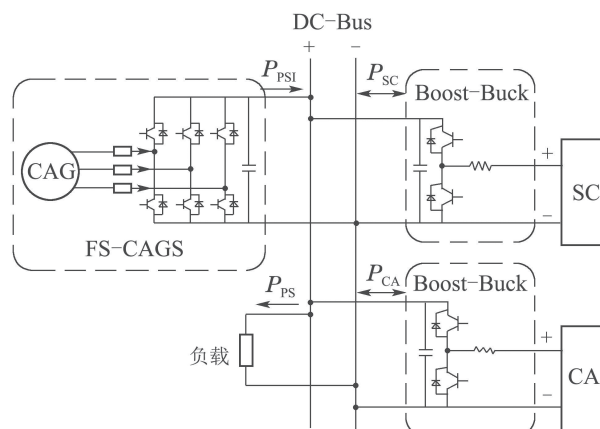 DC-Bus
+ −
P_PSI
P_SC
Boost-Buck
CAG
+
SC
−
FS-CAGS
P_PS
P_CA
Boost-Buck
负载
+
CA
−